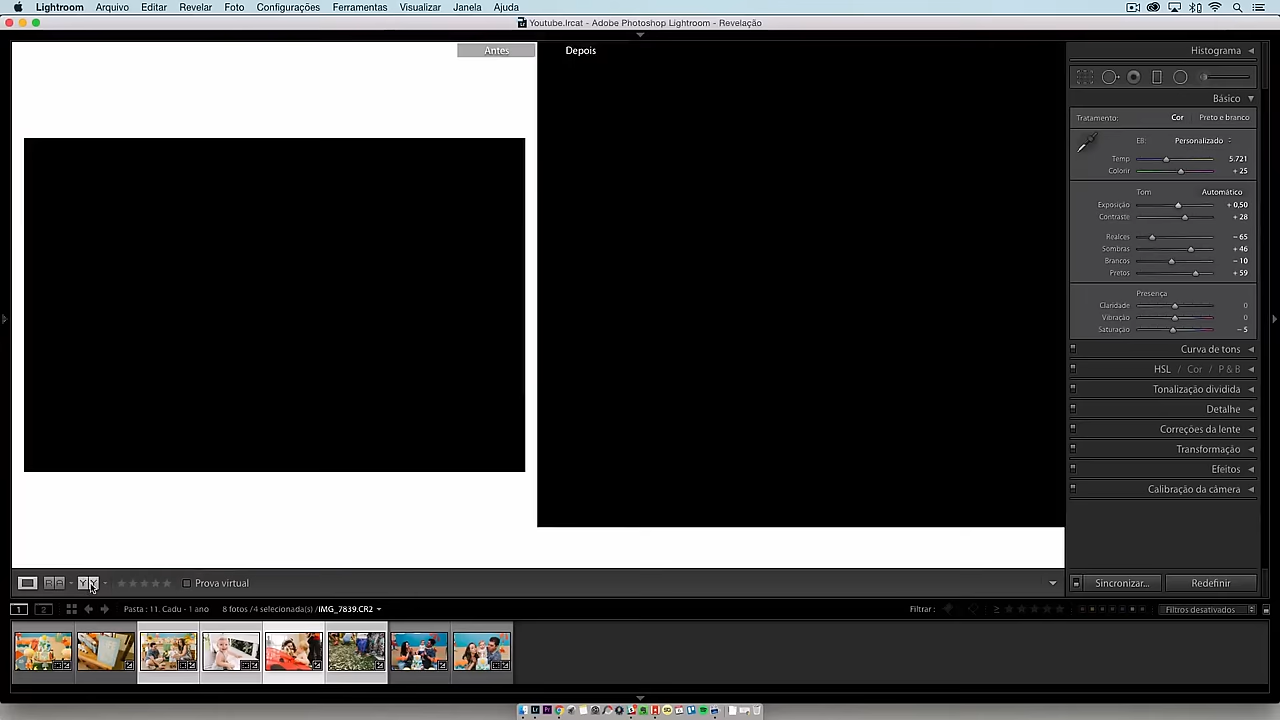 Lightroom Arquivo Editar Foto Configurações Ferramentas Visualizar Janela Ajuda
Youtube.lrcat - Adobe Photoshop Lightroom - Revelação
Antes Depois
Histograma
Básico
Tratamento: Cor Preto e branco
EB: Personalizado
Temp 5.721
Colorir + 25
Tom Automático
Exposição + 0,50
Contraste + 28
Realces − 65
Sombras + 46
Brancos − 10
Pretos + 59
Presença
Claridade 0
Vibração 0
Saturação − 5
Curva de tons
HSL / Cor / P & B
Tonalização dividida
Detalhe
Correções da lente
Transformação
Efeitos
Calibração da câmera
Prova virtual
Sincronizar... Redefinir
1 2 Pasta : 11. Cadu - 1 ano 8 fotos /4 selecionada(s) /IMG_7839.CR2 Filtrar : Filtros desativados